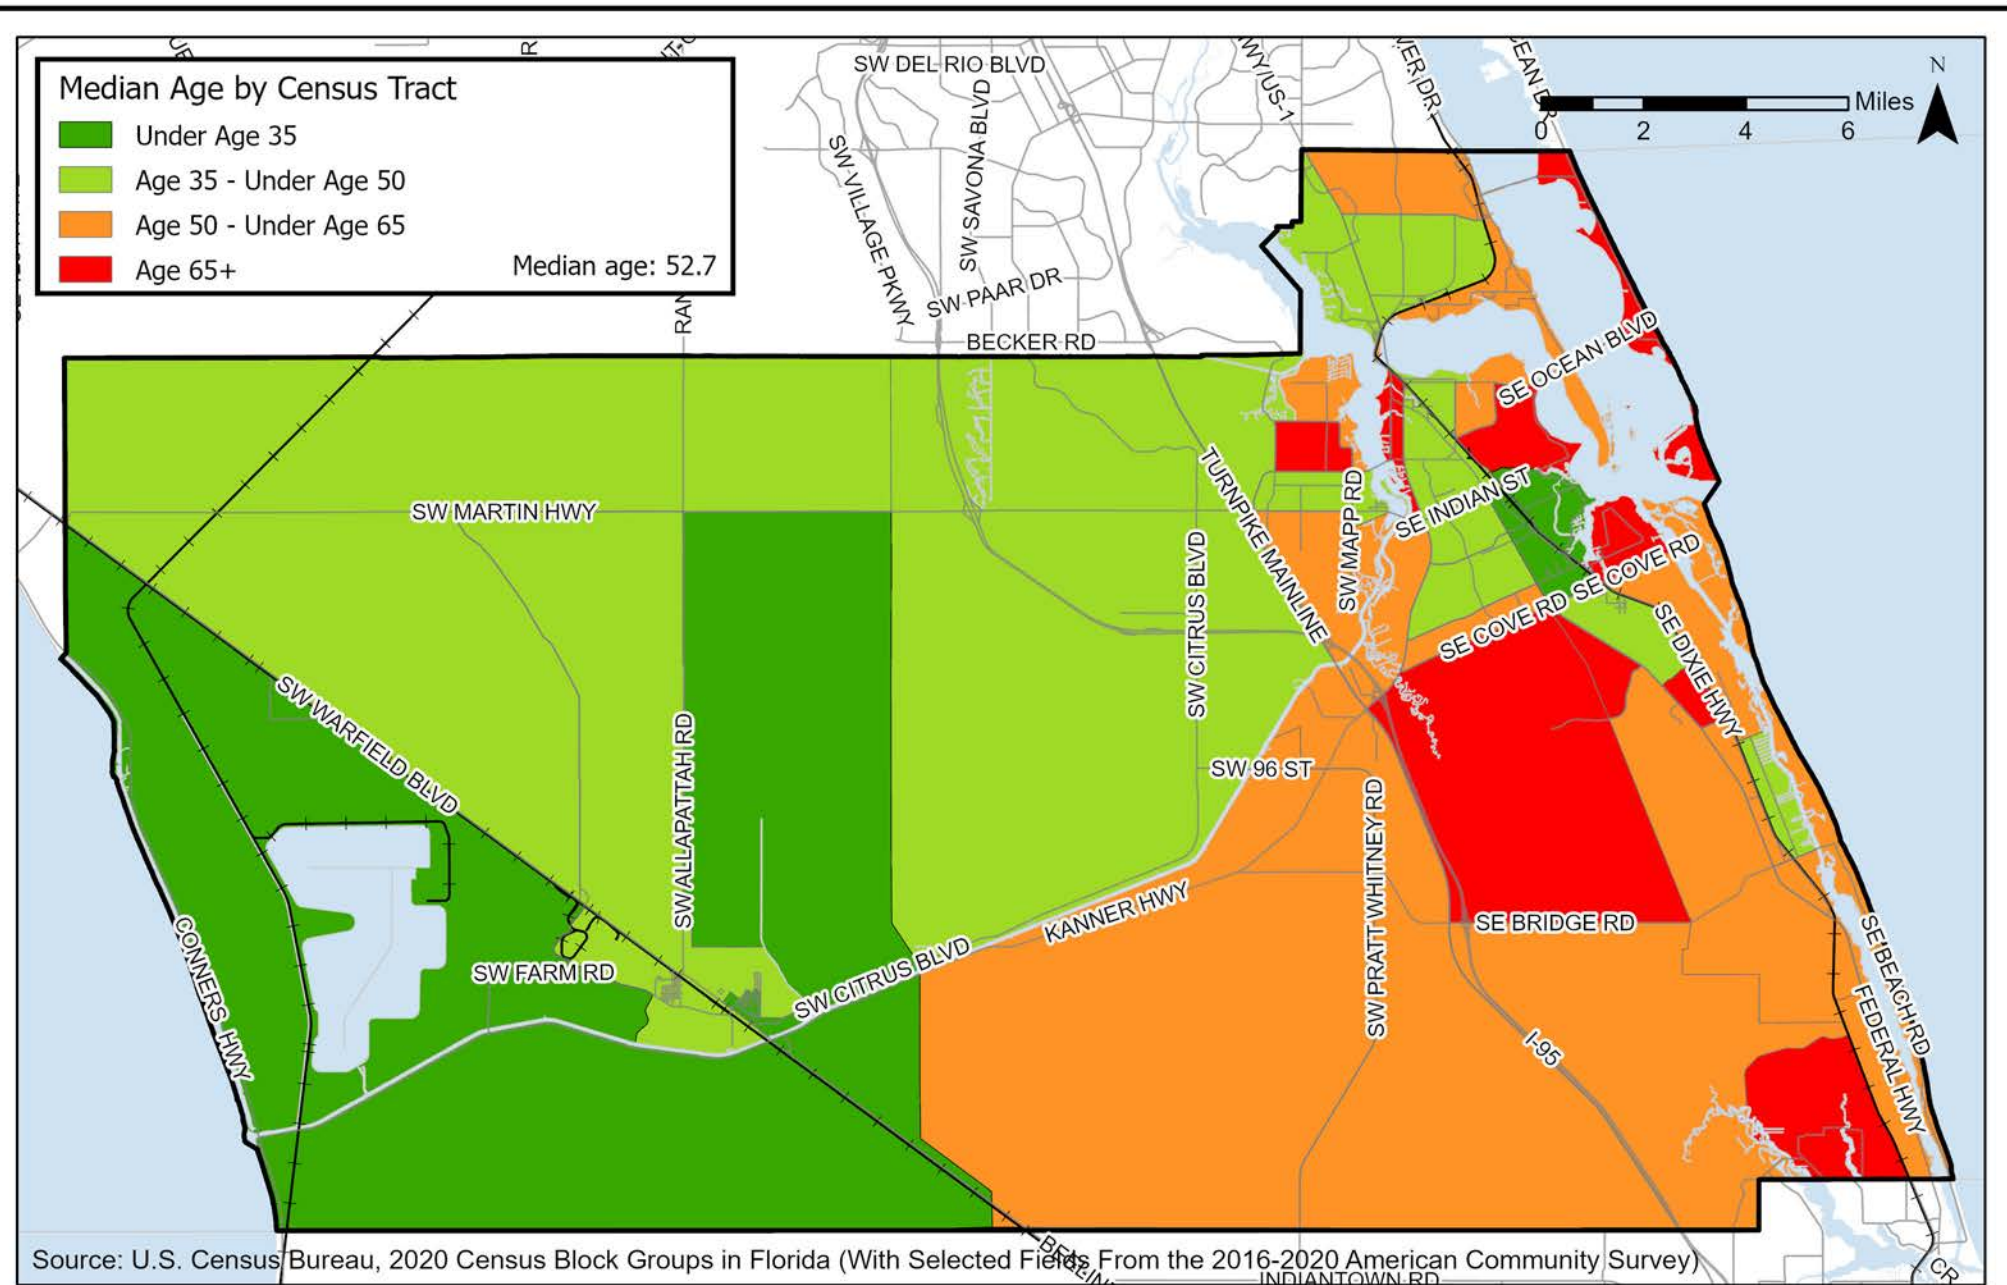 Median Age by Census Tract
Under Age 35
Age 35 - Under Age 50
Age 50 - Under Age 65
Age 65+
Median age: 52.7
N
Miles
0 2 4 6
SW DEL RIO BLVD
SW VILLAGE PKWY
SW SAVONA BLVD
SW PAAR DR
BECKER RD
SE OCEAN BLVD
SW MARTIN HWY
TURNPIKE MAINLINE
SW MAPP RD
SE INDIAN ST
SW CITRUS BLVD
SE COVE RD
SE COVE RD
SE DIXIE HWY
SW WARFIELD BLVD
SW ALLAPATTAH RD
SW 96 ST
SW PRATT WHITNEY RD
KANNER HWY
SE BRIDGE RD
CONNERS HWY
SW FARM RD
SW CITRUS BLVD
SE BEACH RD
FEDERAL HWY
I-95
Source: U.S. Census Bureau, 2020 Census Block Groups in Florida (With Selected Fields From the 2016-2020 American Community Survey)
INDIANTOWN RD